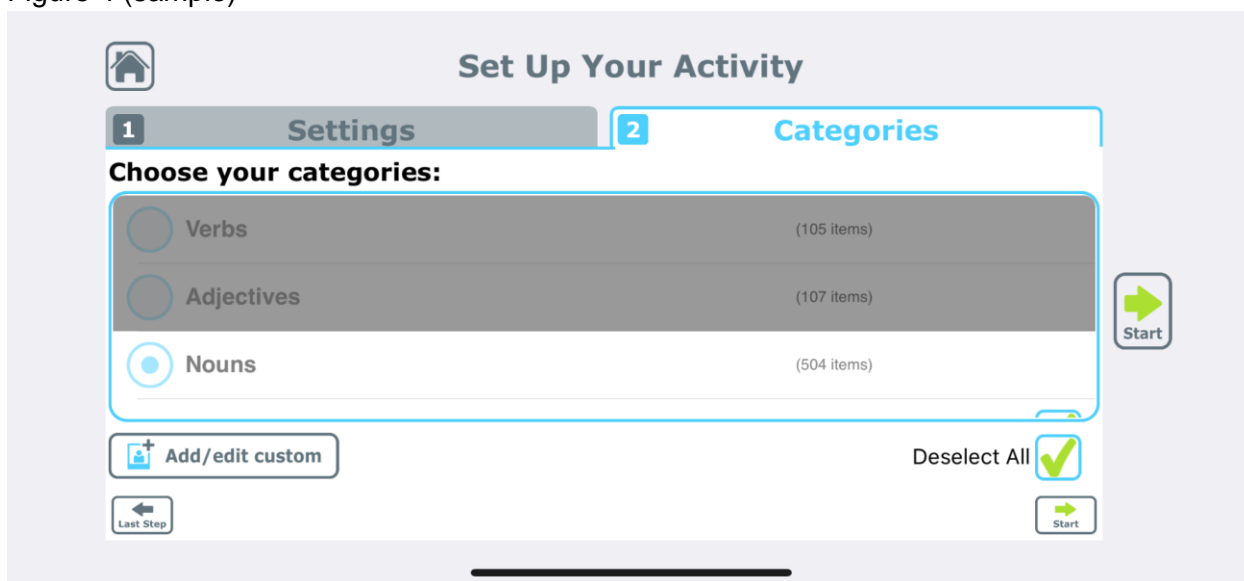 Figure 4 (sample)
Set Up Your Activity
1 Settings 2 Categories
Choose your categories:
Verbs (105 items)
Adjectives (107 items)
Start
Nouns (504 items)
Add/edit custom Deselect All
Last Step Start